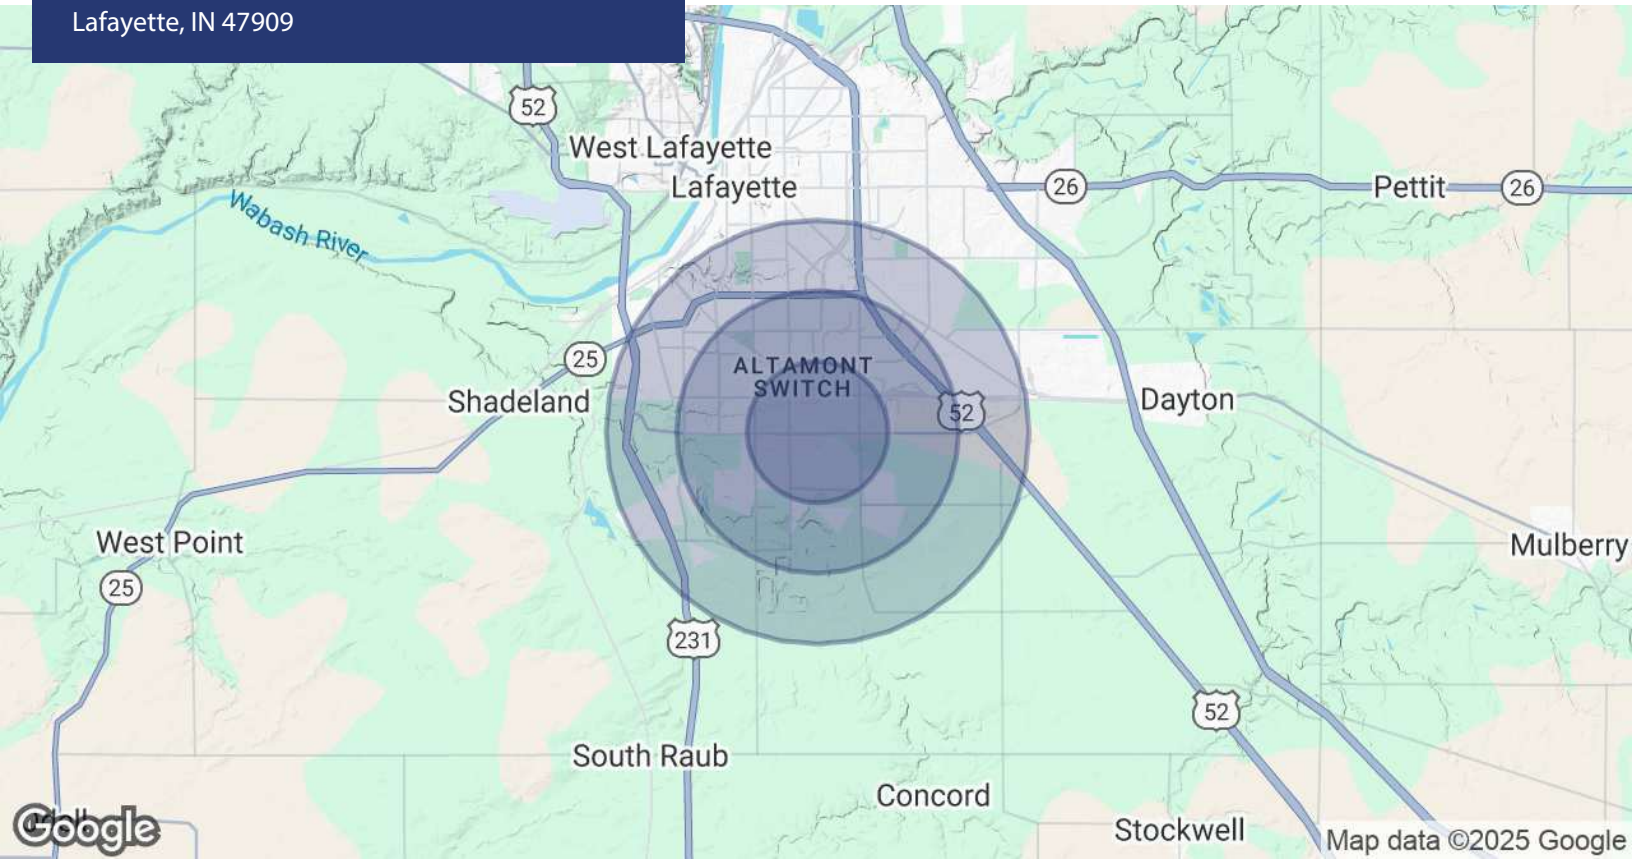 Lafayette, IN 47909
52
West Lafayette
Lafayette
26
Pettit
26
Wabash River
25
ALTAMONT
SWITCH
Shadeland
52
Dayton
West Point
Mulberry
25
231
52
South Raub
Concord
Stockwell
Google
Map data ©2025 Google